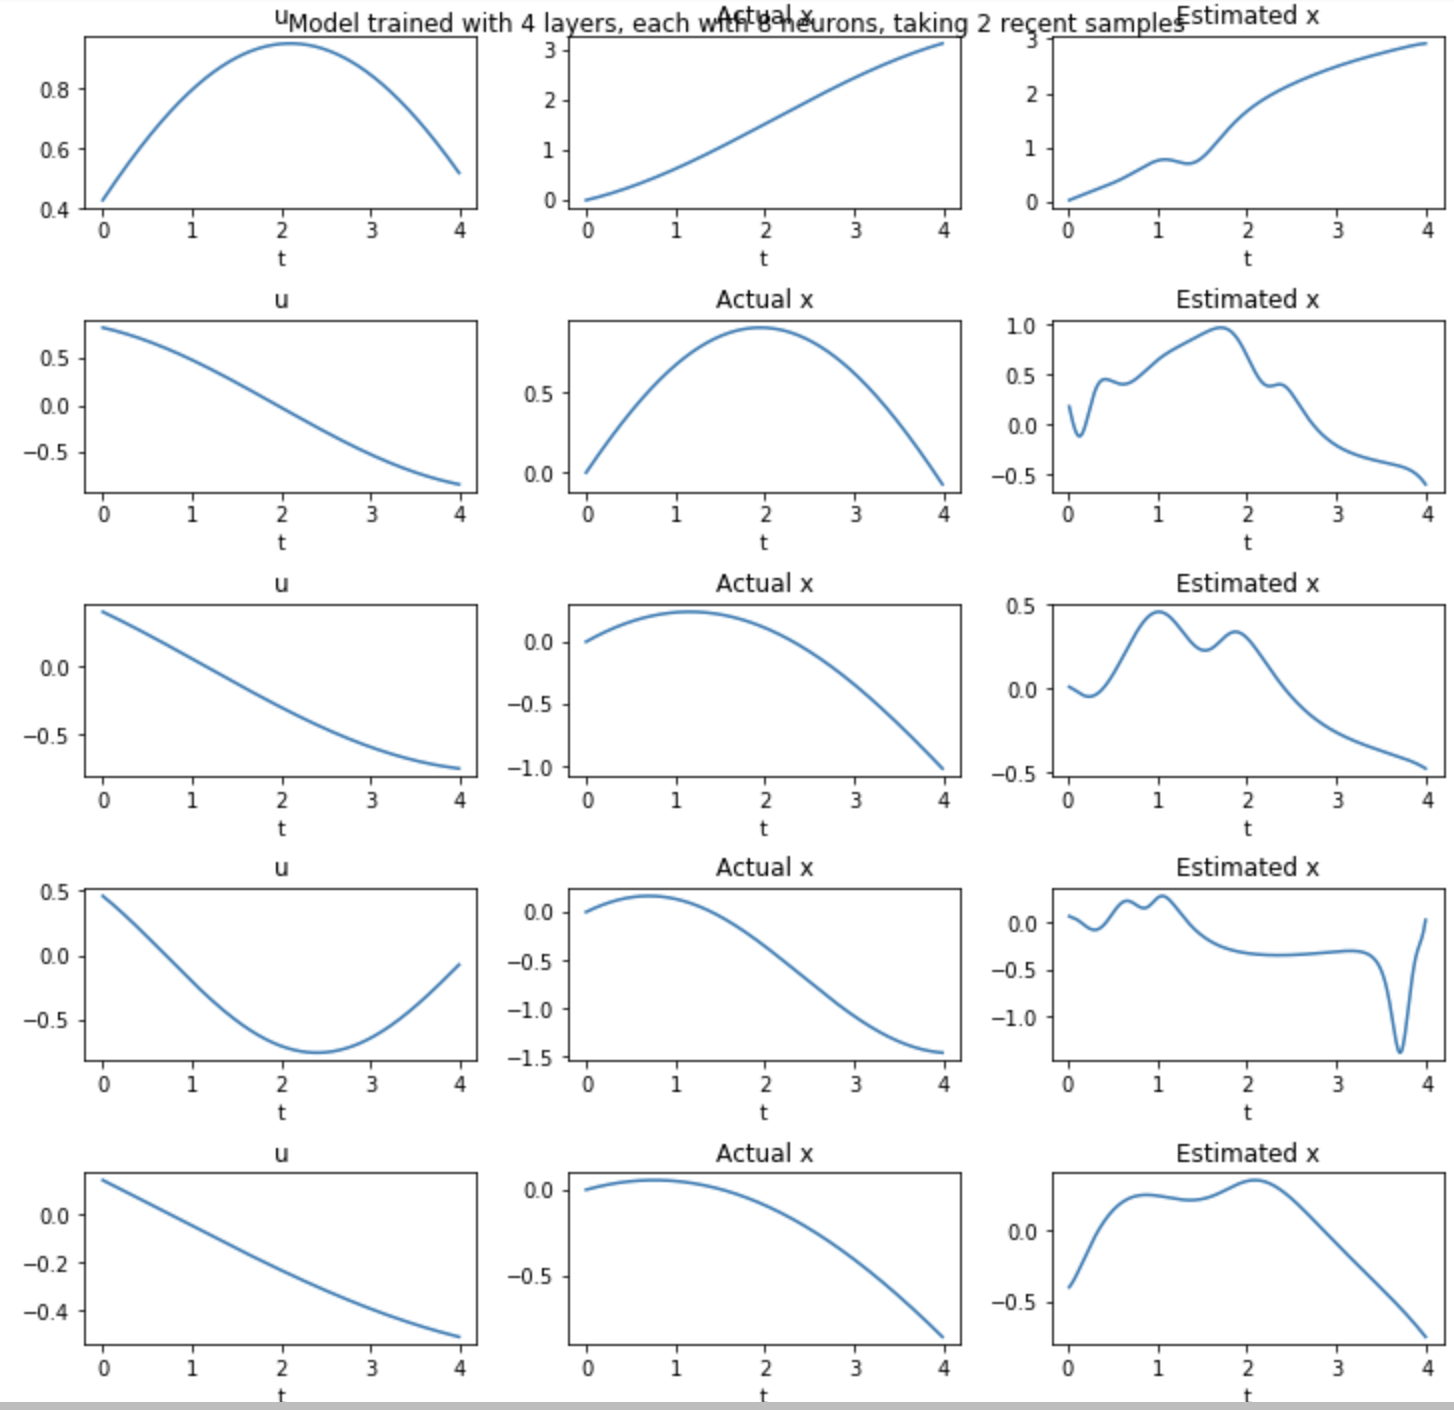 u Actual x Estimated x
Model trained with 4 layers, each with 8 neurons, taking 2 recent samples
0.8
0.6
0.4
0 1 2 3 4
t
3
2
1
0
0 1 2 3 4
t
3
2
1
0
0 1 2 3 4
t
u
0.5
0.0
−0.5
0 1 2 3 4
t
Actual x
0.5
0.0
0 1 2 3 4
t
Estimated x
1.0
0.5
0.0
−0.5
0 1 2 3 4
t
u
0.0
−0.5
0 1 2 3 4
t
Actual x
0.0
−0.5
−1.0
0 1 2 3 4
t
Estimated x
0.5
0.0
−0.5
0 1 2 3 4
t
u
0.5
0.0
−0.5
0 1 2 3 4
t
Actual x
0.0
−0.5
−1.0
−1.5
0 1 2 3 4
t
Estimated x
0.0
−0.5
−1.0
0 1 2 3 4
t
u
0.0
−0.2
−0.4
0 1 2 3 4
t
Actual x
0.0
−0.5
0 1 2 3 4
t
Estimated x
0.0
−0.5
0 1 2 3 4
t